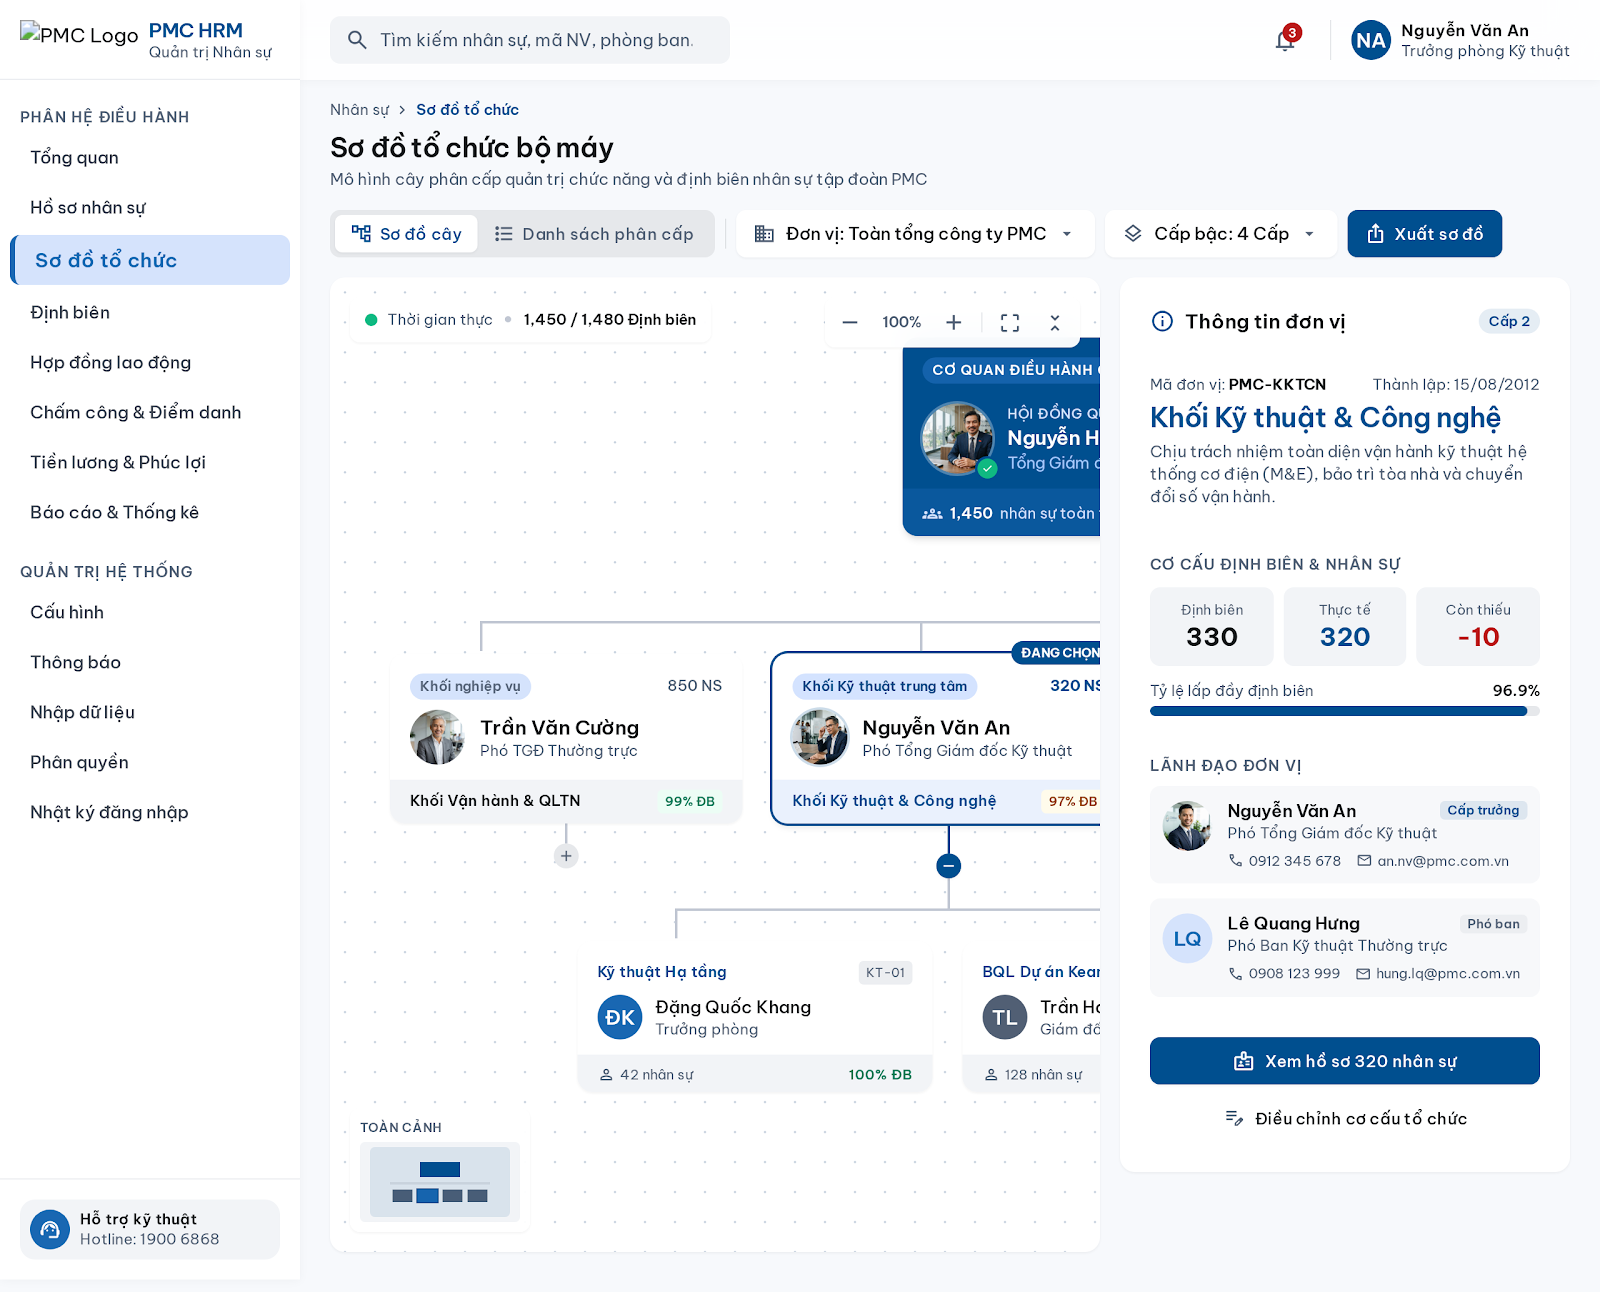 PMC Logo
PMC HRM
Quản trị Nhân sự
Tìm kiếm nhân sự, mã NV, phòng ban.
3
NA
Nguyễn Văn An
Trưởng phòng Kỹ thuật
PHÂN HỆ ĐIỀU HÀNH
Tổng quan
Hồ sơ nhân sự
Sơ đồ tổ chức
Định biên
Hợp đồng lao động
Chấm công & Điểm danh
Tiền lương & Phúc lợi
Báo cáo & Thống kê
QUẢN TRỊ HỆ THỐNG
Cấu hình
Thông báo
Nhập dữ liệu
Phân quyền
Nhật ký đăng nhập
Hỗ trợ kỹ thuật
Hotline: 1900 6868
Nhân sự > Sơ đồ tổ chức
Sơ đồ tổ chức bộ máy
Mô hình cây phân cấp quản trị chức năng và định biên nhân sự tập đoàn PMC
Sơ đồ cây
Danh sách phân cấp
Đơn vị: Toàn tổng công ty PMC
Cấp bậc: 4 Cấp
Xuất sơ đồ
Thời gian thực • 1,450 / 1,480 Định biên
100%
CƠ QUAN ĐIỀU HÀNH
HỘI ĐỒNG
Nguyễn H
Tổng Giám
1,450 nhân sự toàn
Khối nghiệp vụ
850 NS
Trần Văn Cường
Phó TGĐ Thường trực
Khối Vận hành & QLTN
99% ĐB
ĐANG CHỌN
Khối Kỹ thuật trung tâm
320 NS
Nguyễn Văn An
Phó Tổng Giám đốc Kỹ thuật
Khối Kỹ thuật & Công nghệ
97% ĐB
Kỹ thuật Hạ tầng
KT-01
ĐK
Đặng Quốc Khang
Trưởng phòng
42 nhân sự
100% ĐB
BQL Dự án
TL
Trần
Giám
128 nhân sự
TOÀN CẢNH
Thông tin đơn vị
Cấp 2
Mã đơn vị: PMC-KKTCN
Thành lập: 15/08/2012
Khối Kỹ thuật & Công nghệ
Chịu trách nhiệm toàn diện vận hành kỹ thuật hệ
thống cơ điện (M&E), bảo trì tòa nhà và chuyển
đổi số vận hành.
CƠ CẤU ĐỊNH BIÊN & NHÂN SỰ
Định biên
330
Thực tế
320
Còn thiếu
-10
Tỷ lệ lấp đầy định biên
96.9%
LÃNH ĐẠO ĐƠN VỊ
Nguyễn Văn An
Cấp trưởng
Phó Tổng Giám đốc Kỹ thuật
0912 345 678
an.nv@pmc.com.vn
LQ
Lê Quang Hưng
Phó ban
Phó Ban Kỹ thuật Thường trực
0908 123 999
hung.lq@pmc.com.vn
Xem hồ sơ 320 nhân sự
Điều chỉnh cơ cấu tổ chức